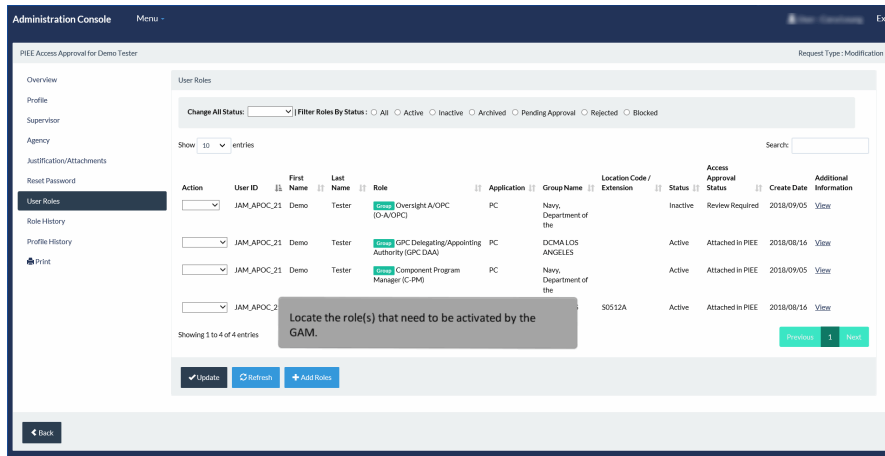 Administration Console Menu
Ex
PIEE Access Approval for Demo Tester Request Type : Modification
Overview
Profile
Supervisor
Agency
Justification/Attachments
Reset Password
User Roles
Role History
Profile History
Print
User Roles
Change All Status: | Filter Roles By Status : All Active Inactive Archived Pending Approval Rejected Blocked
Show 10 entries Search:
Action User ID First Name Last Name Role Application Group Name Location Code / Extension Status Access Approval Status Create Date Additional Information
JAM_APOC_21 Demo Tester Group Oversight A/OPC (O-A/OPC) PC Navy, Department of the Inactive Review Required 2018/09/05 View
JAM_APOC_21 Demo Tester Group GPC Delegating/Appointing Authority (GPC DAA) PC DCMA LOS ANGELES Active Attached in PIEE 2018/08/16 View
JAM_APOC_21 Demo Tester Group Component Program Manager (C-PM) PC Navy, Department of the Active Attached in PIEE 2018/09/05 View
JAM_APOC_2 S0512A Active Attached in PIEE 2018/08/16 View
Locate the role(s) that need to be activated by the
GAM.
Showing 1 to 4 of 4 entries Previous 1 Next
Update Refresh Add Roles
Back